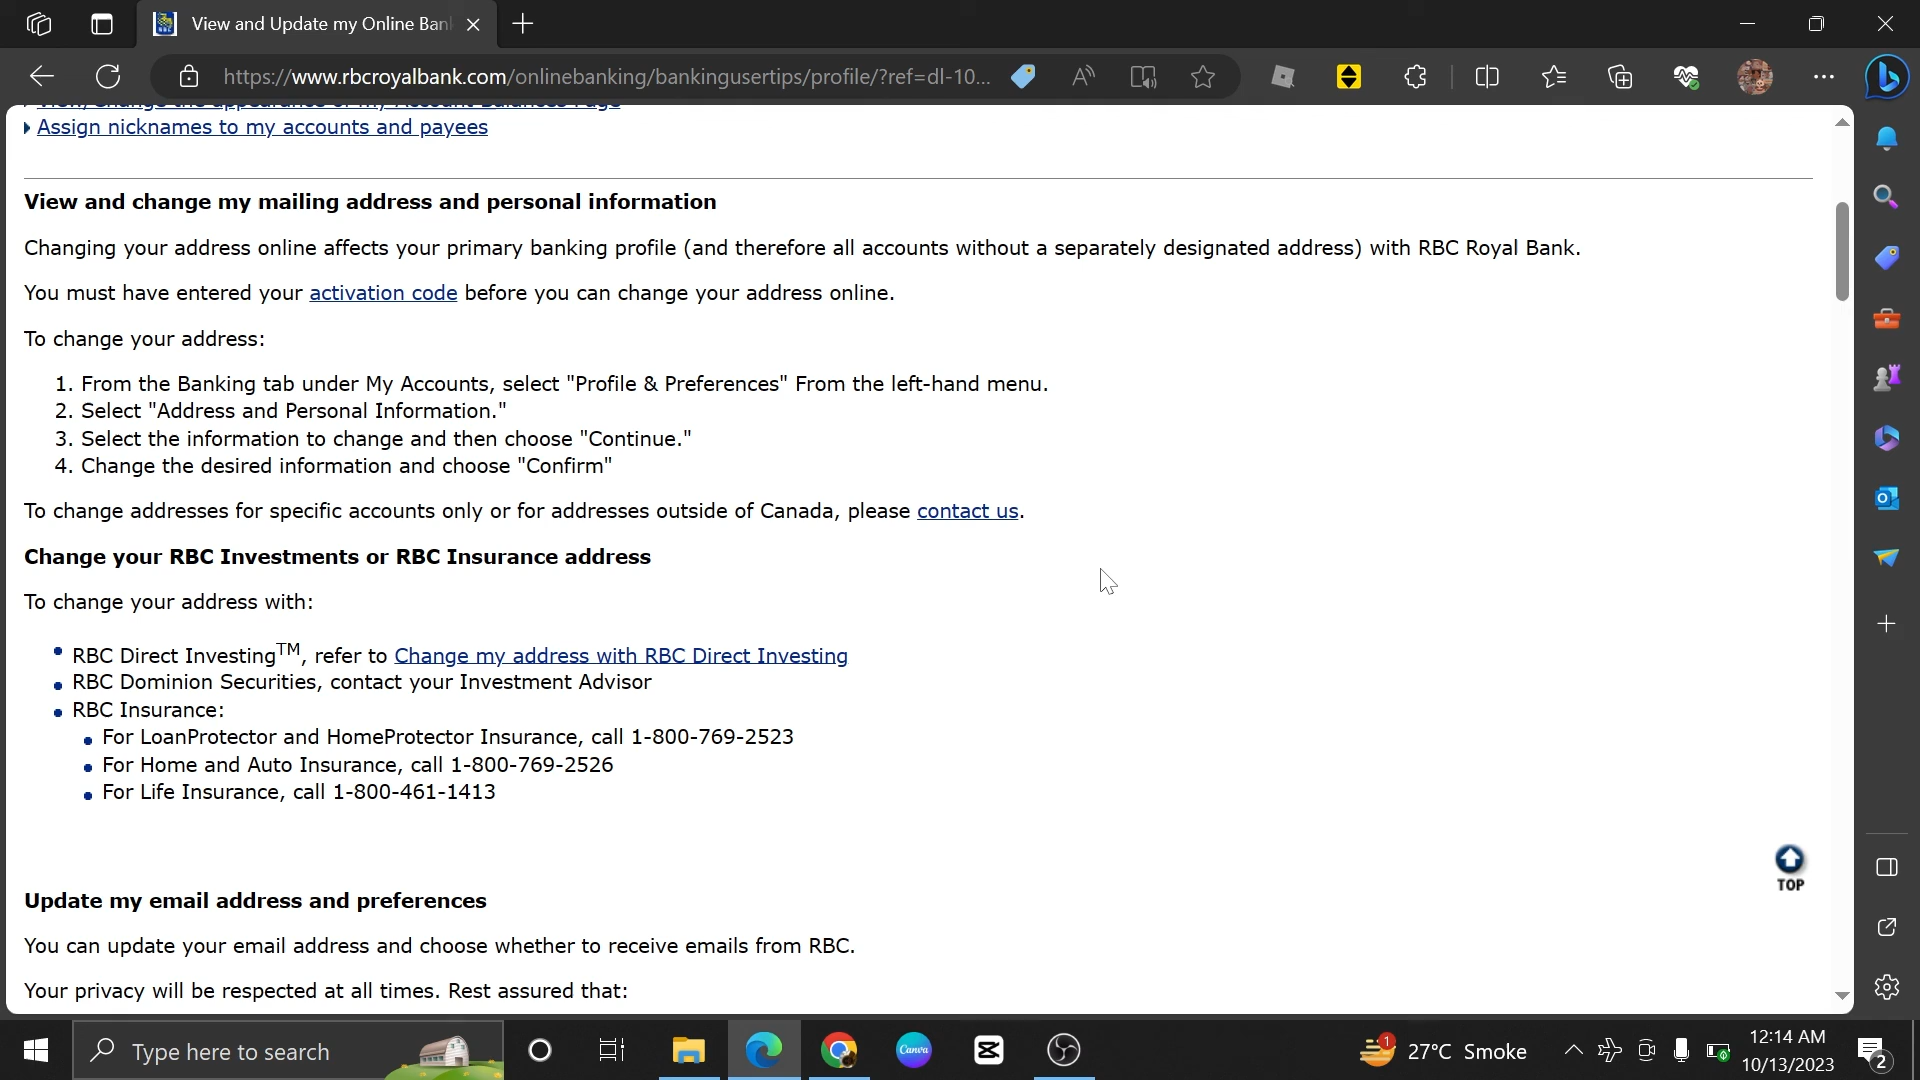 View and Update my Online Ban
https://www.rbcroyalbank.com/onlinebanking/bankingusertips/profile/?ref=dl-10...
View/Change the appearance of my Account Balances Page
Assign nicknames to my accounts and payees
View and change my mailing address and personal information
Changing your address online affects your primary banking profile (and therefore all accounts without a separately designated address) with RBC Royal Bank.
You must have entered your activation code before you can change your address online.
To change your address:
1. From the Banking tab under My Accounts, select "Profile & Preferences" From the left-hand menu.
2. Select "Address and Personal Information."
3. Select the information to change and then choose "Continue."
4. Change the desired information and choose "Confirm"
To change addresses for specific accounts only or for addresses outside of Canada, please contact us.
Change your RBC Investments or RBC Insurance address
To change your address with:
RBC Direct Investing™, refer to Change my address with RBC Direct Investing
RBC Dominion Securities, contact your Investment Advisor
RBC Insurance:
For LoanProtector and HomeProtector Insurance, call 1-800-769-2523
For Home and Auto Insurance, call 1-800-769-2526
For Life Insurance, call 1-800-461-1413
TOP
Update my email address and preferences
You can update your email address and choose whether to receive emails from RBC.
Your privacy will be respected at all times. Rest assured that:
Type here to search
Canva
1
27°C Smoke
12:14 AM
10/13/2023
2